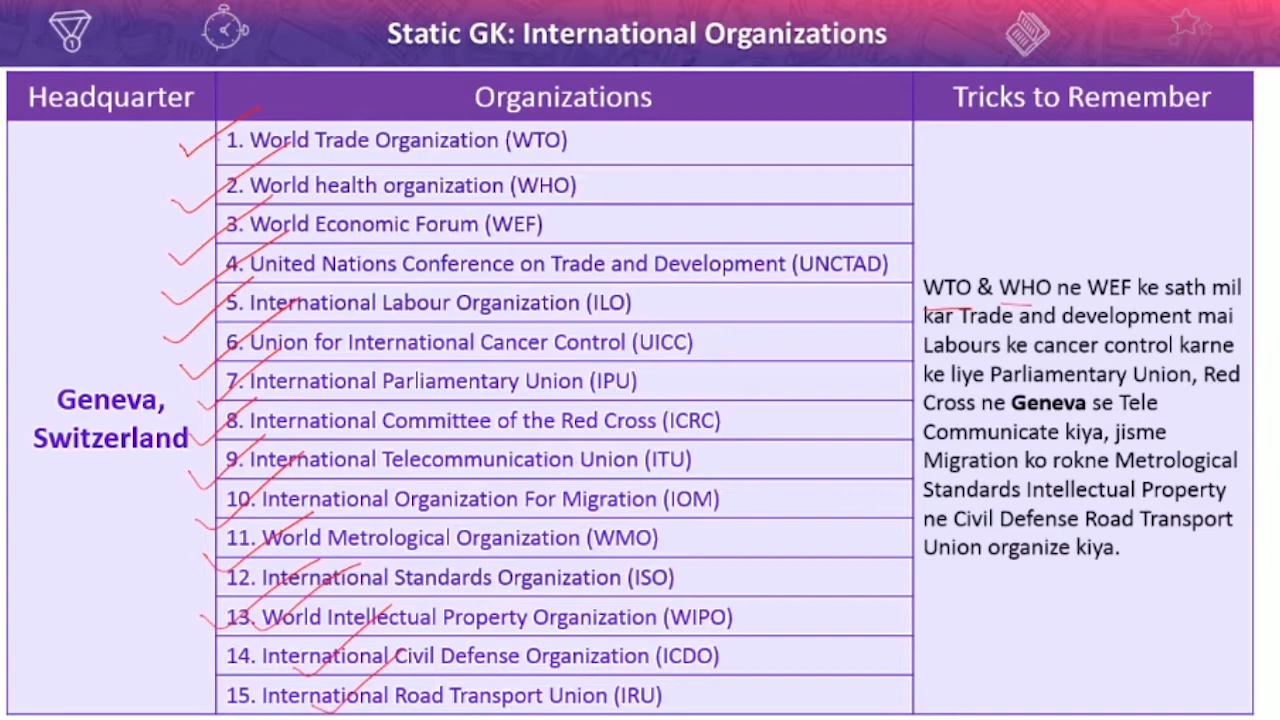 Static GK: International Organizations
Headquarter
Organizations
Tricks to Remember
Geneva,
Switzerland
1. World Trade Organization (WTO)
2. World health organization (WHO)
3. World Economic Forum (WEF)
4. United Nations Conference on Trade and Development (UNCTAD)
5. International Labour Organization (ILO)
6. Union for International Cancer Control (UICC)
7. International Parliamentary Union (IPU)
8. International Committee of the Red Cross (ICRC)
9. International Telecommunication Union (ITU)
10. International Organization For Migration (IOM)
11. World Metrological Organization (WMO)
12. International Standards Organization (ISO)
13. World Intellectual Property Organization (WIPO)
14. International Civil Defense Organization (ICDO)
15. International Road Transport Union (IRU)
WTO & WHO ne WEF ke sath mil
kar Trade and development mai
Labours ke cancer control karne
ke liye Parliamentary Union, Red
Cross ne Geneva se Tele
Communicate kiya, jisme
Migration ko rokne Metrological
Standards Intellectual Property
ne Civil Defense Road Transport
Union organize kiya.